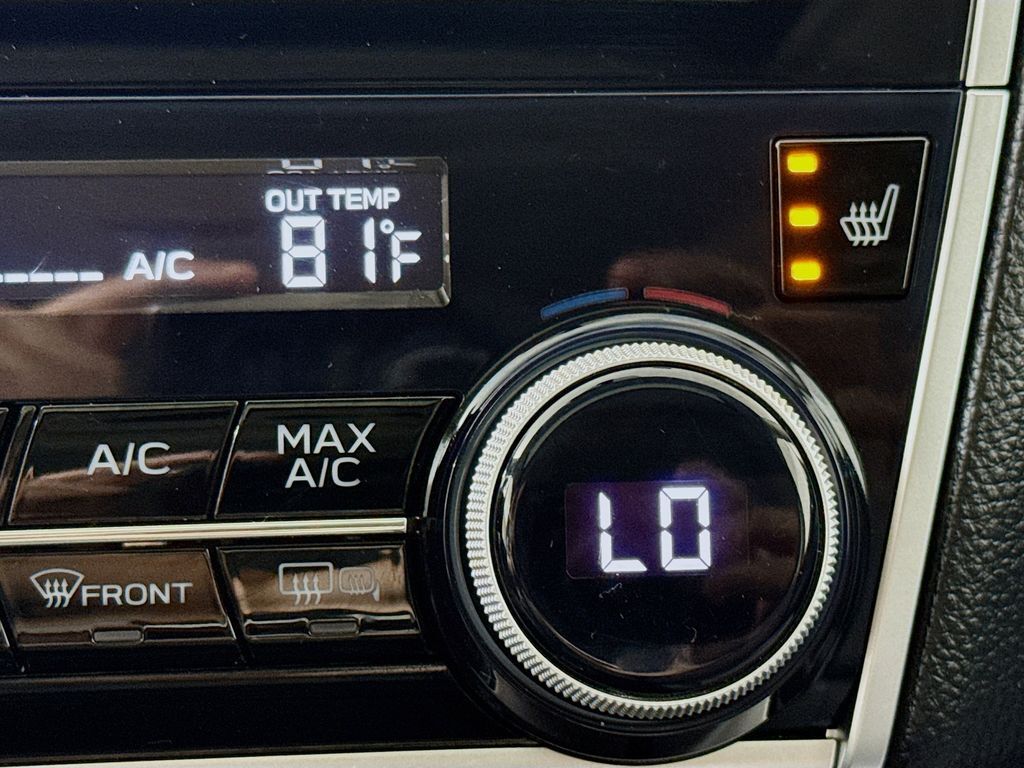 OUT TEMP
A/C 81°F
A/C
MAX
A/C
LO
FRONT